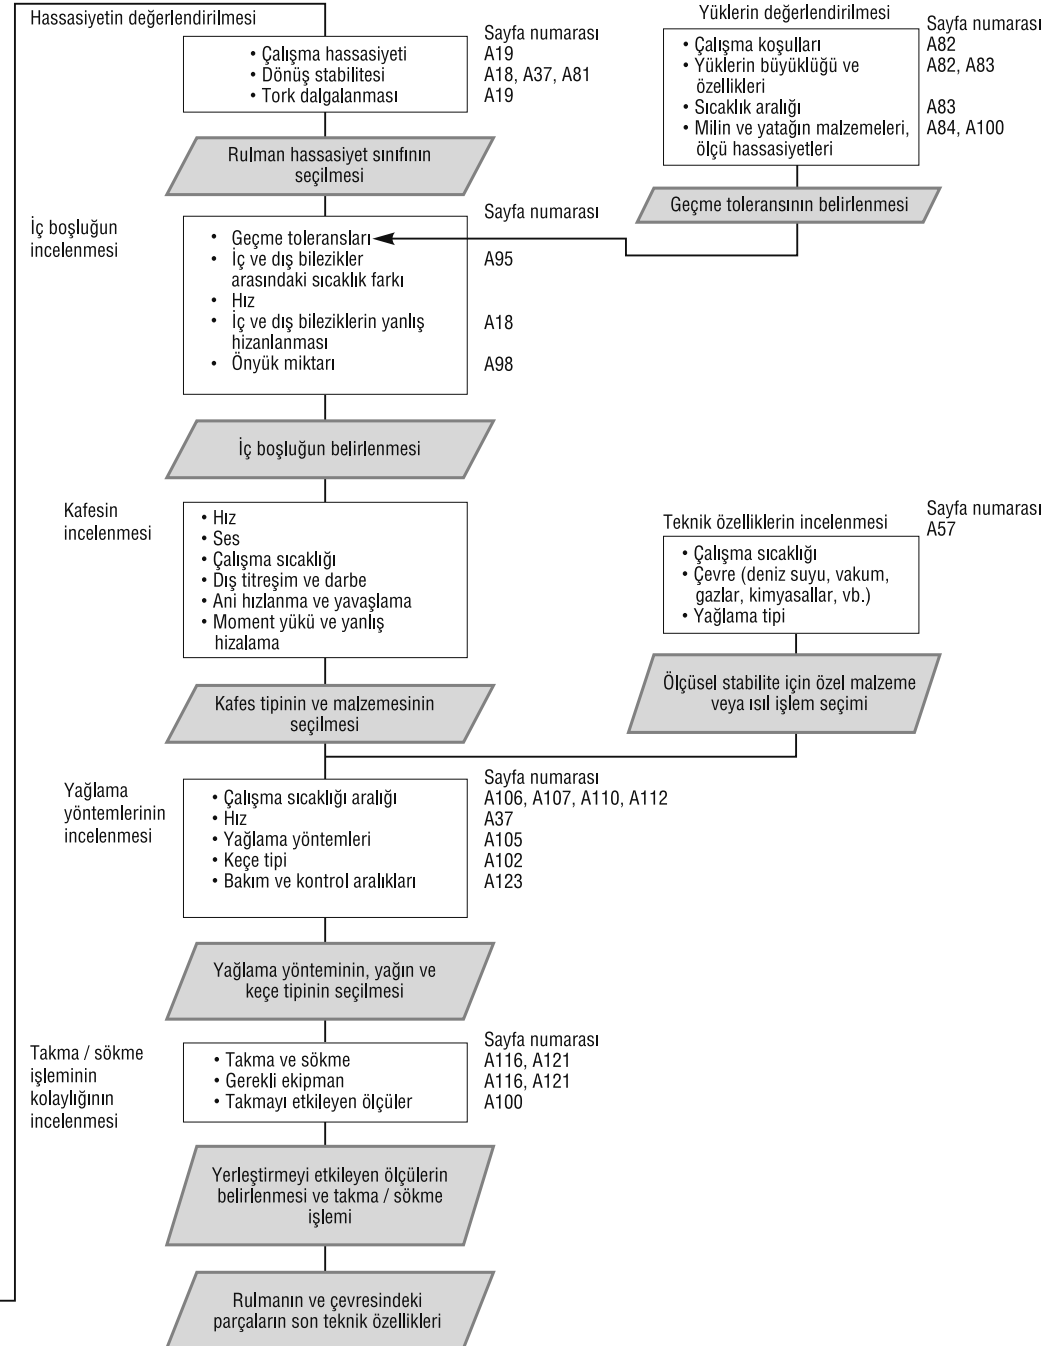 Hassasiyetin değerlendirilmesi
Sayfa numarası
• Çalışma hassasiyeti
A19
• Dönüş stabilitesi
A18, A37, A81
• Tork dalgalanması
A19
Rulman hassasiyet sınıfının
seçilmesi
Yüklerin değerlendirilmesi
Sayfa numarası
• Çalışma koşulları
A82
• Yüklerin büyüklüğü ve
A82, A83
özellikleri
• Sıcaklık aralığı
A83
• Milin ve yatağın malzemeleri,
A84, A100
ölçü hassasiyetleri
Geçme toleransının belirlenmesi
İç boşluğun
incelenmesi
Sayfa numarası
• Geçme toleransları
• İç ve dış bilezikler
A95
arasındaki sıcaklık farkı
• Hız
• İç ve dış bileziklerin yanlış
A18
hizanlanması
• Önyük miktarı
A98
İç boşluğun belirlenmesi
Kafesin
incelenmesi
• Hız
• Ses
• Çalışma sıcaklığı
• Dış titreşim ve darbe
• Ani hızlanma ve yavaşlama
• Moment yükü ve yanlış
hizalama
Kafes tipinin ve malzemesinin
seçilmesi
Teknik özelliklerin incelenmesi
Sayfa numarası
A57
• Çalışma sıcaklığı
• Çevre (deniz suyu, vakum,
gazlar, kimyasallar, vb.)
• Yağlama tipi
Ölçüsel stabilite için özel malzeme
veya ısıl işlem seçimi
Yağlama
yöntemlerinin
incelenmesi
Sayfa numarası
• Çalışma sıcaklığı aralığı
A106, A107, A110, A112
• Hız
A37
• Yağlama yöntemleri
A105
• Keçe tipi
A102
• Bakım ve kontrol aralıkları
A123
Yağlama yönteminin, yağın ve
keçe tipinin seçilmesi
Takma / sökme
işleminin
kolaylığının
incelenmesi
Sayfa numarası
• Takma ve sökme
A116, A121
• Gerekli ekipman
A116, A121
• Takmayı etkileyen ölçüler
A100
Yerleştirmeyi etkileyen ölçülerin
belirlenmesi ve takma / sökme
işlemi
Rulmanın ve çevresindeki
parçaların son teknik özellikleri